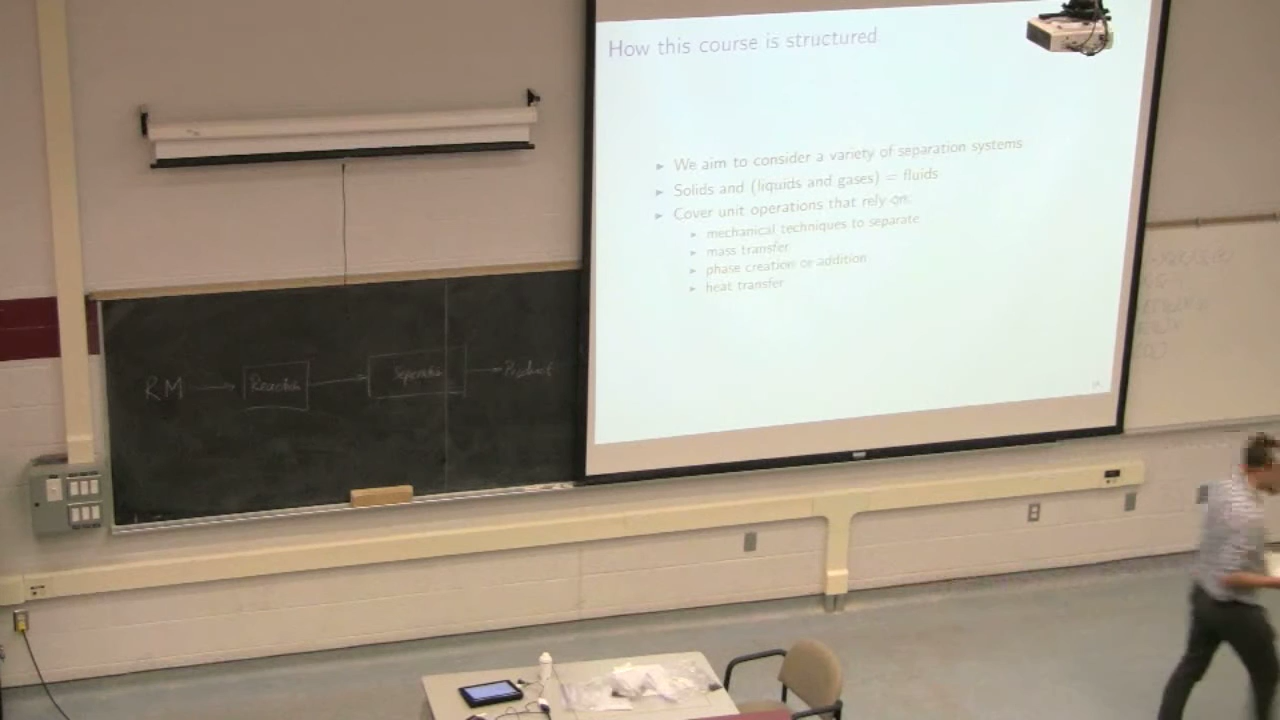 How this course is structured
We aim to consider a variety of separation systems
Solids and (liquids and gases) = fluids
Cover unit operations that rely on:
mechanical techniques to separate
mass transfer
phase creation or addition
heat transfer
RM Reactor Separator Product